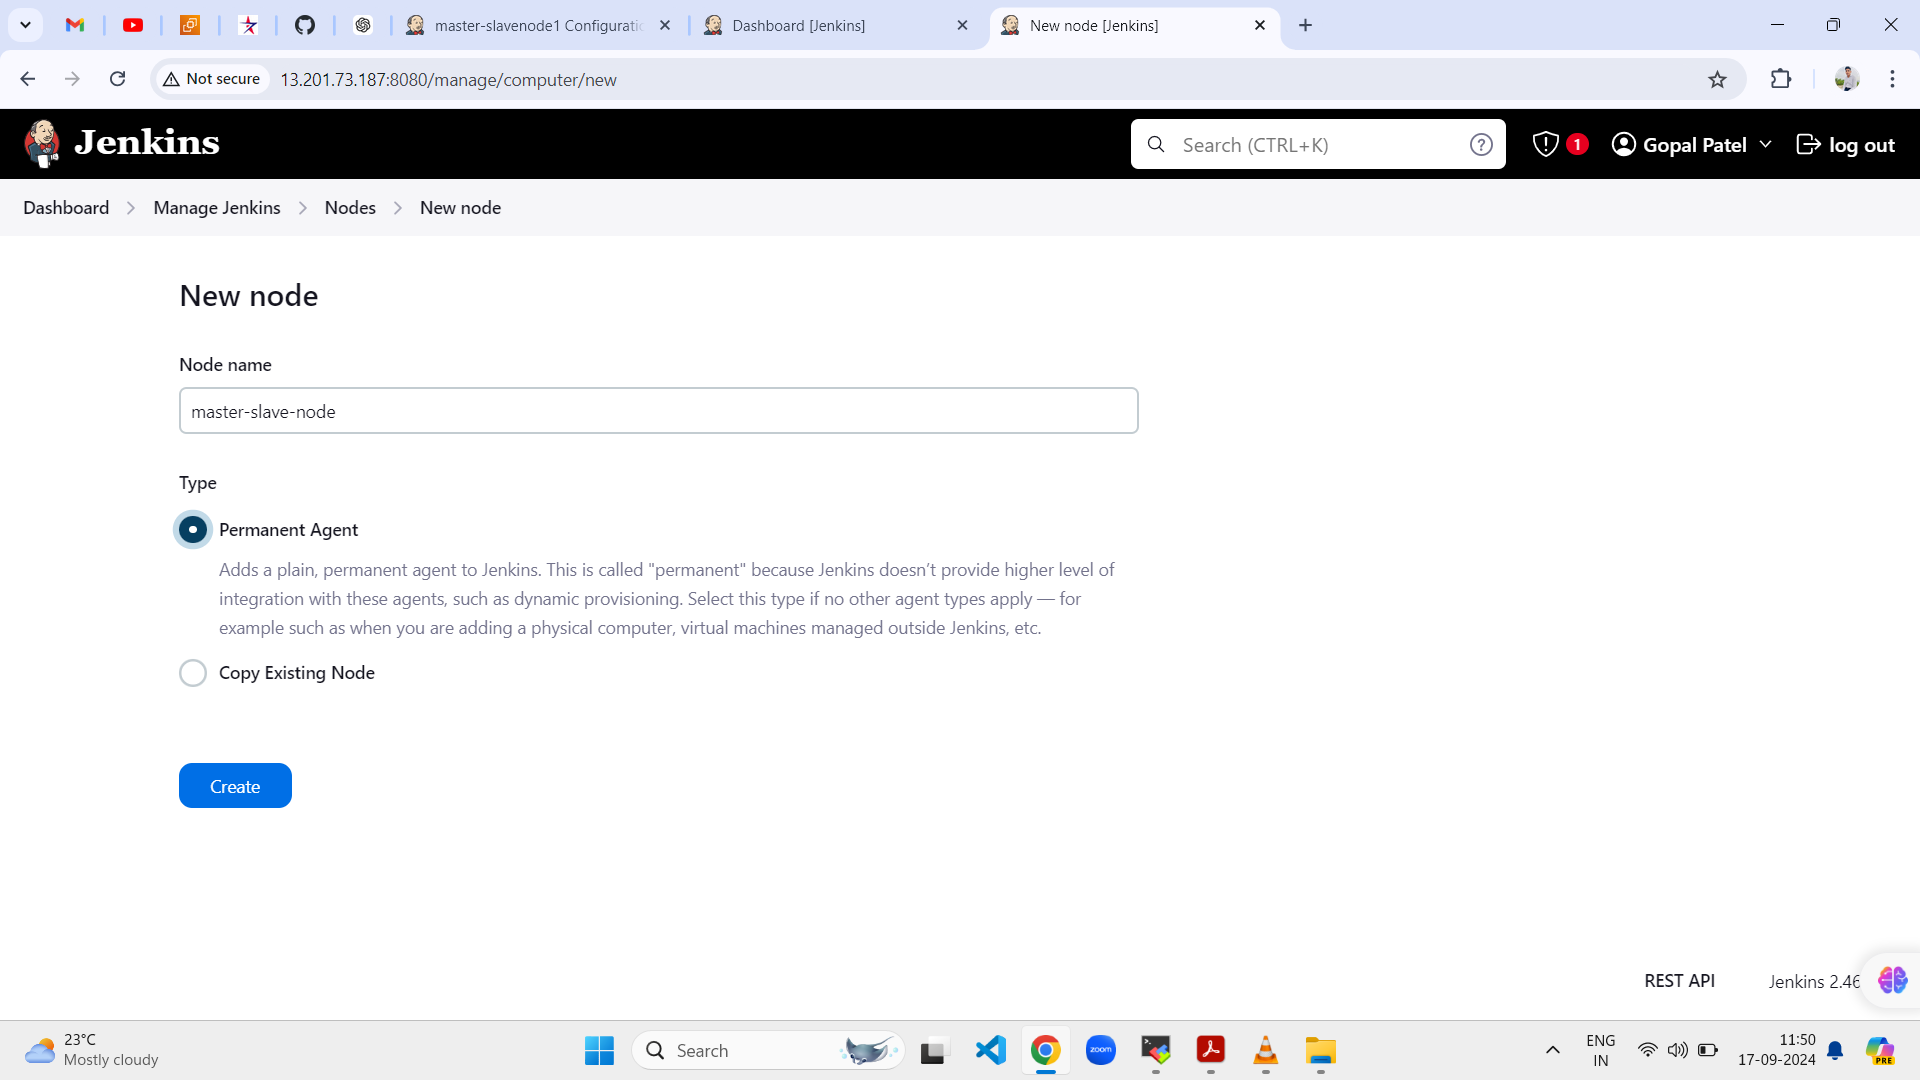 master-slavenode1 Configuratic
Dashboard [Jenkins]
New node [Jenkins]
Not secure
13.201.73.187:8080/manage/computer/new
Jenkins
Search (CTRL+K)
?
1
Gopal Patel
log out
Dashboard
Manage Jenkins
Nodes
New node
New node
Node name
master-slave-node
Type
Permanent Agent
Adds a plain, permanent agent to Jenkins. This is called "permanent" because Jenkins doesn’t provide higher level of
integration with these agents, such as dynamic provisioning. Select this type if no other agent types apply — for
example such as when you are adding a physical computer, virtual machines managed outside Jenkins, etc.
Copy Existing Node
Create
REST API
Jenkins 2.46
23°C
Mostly cloudy
Search
zoom
ENG
IN
11:50
17-09-2024
PRE